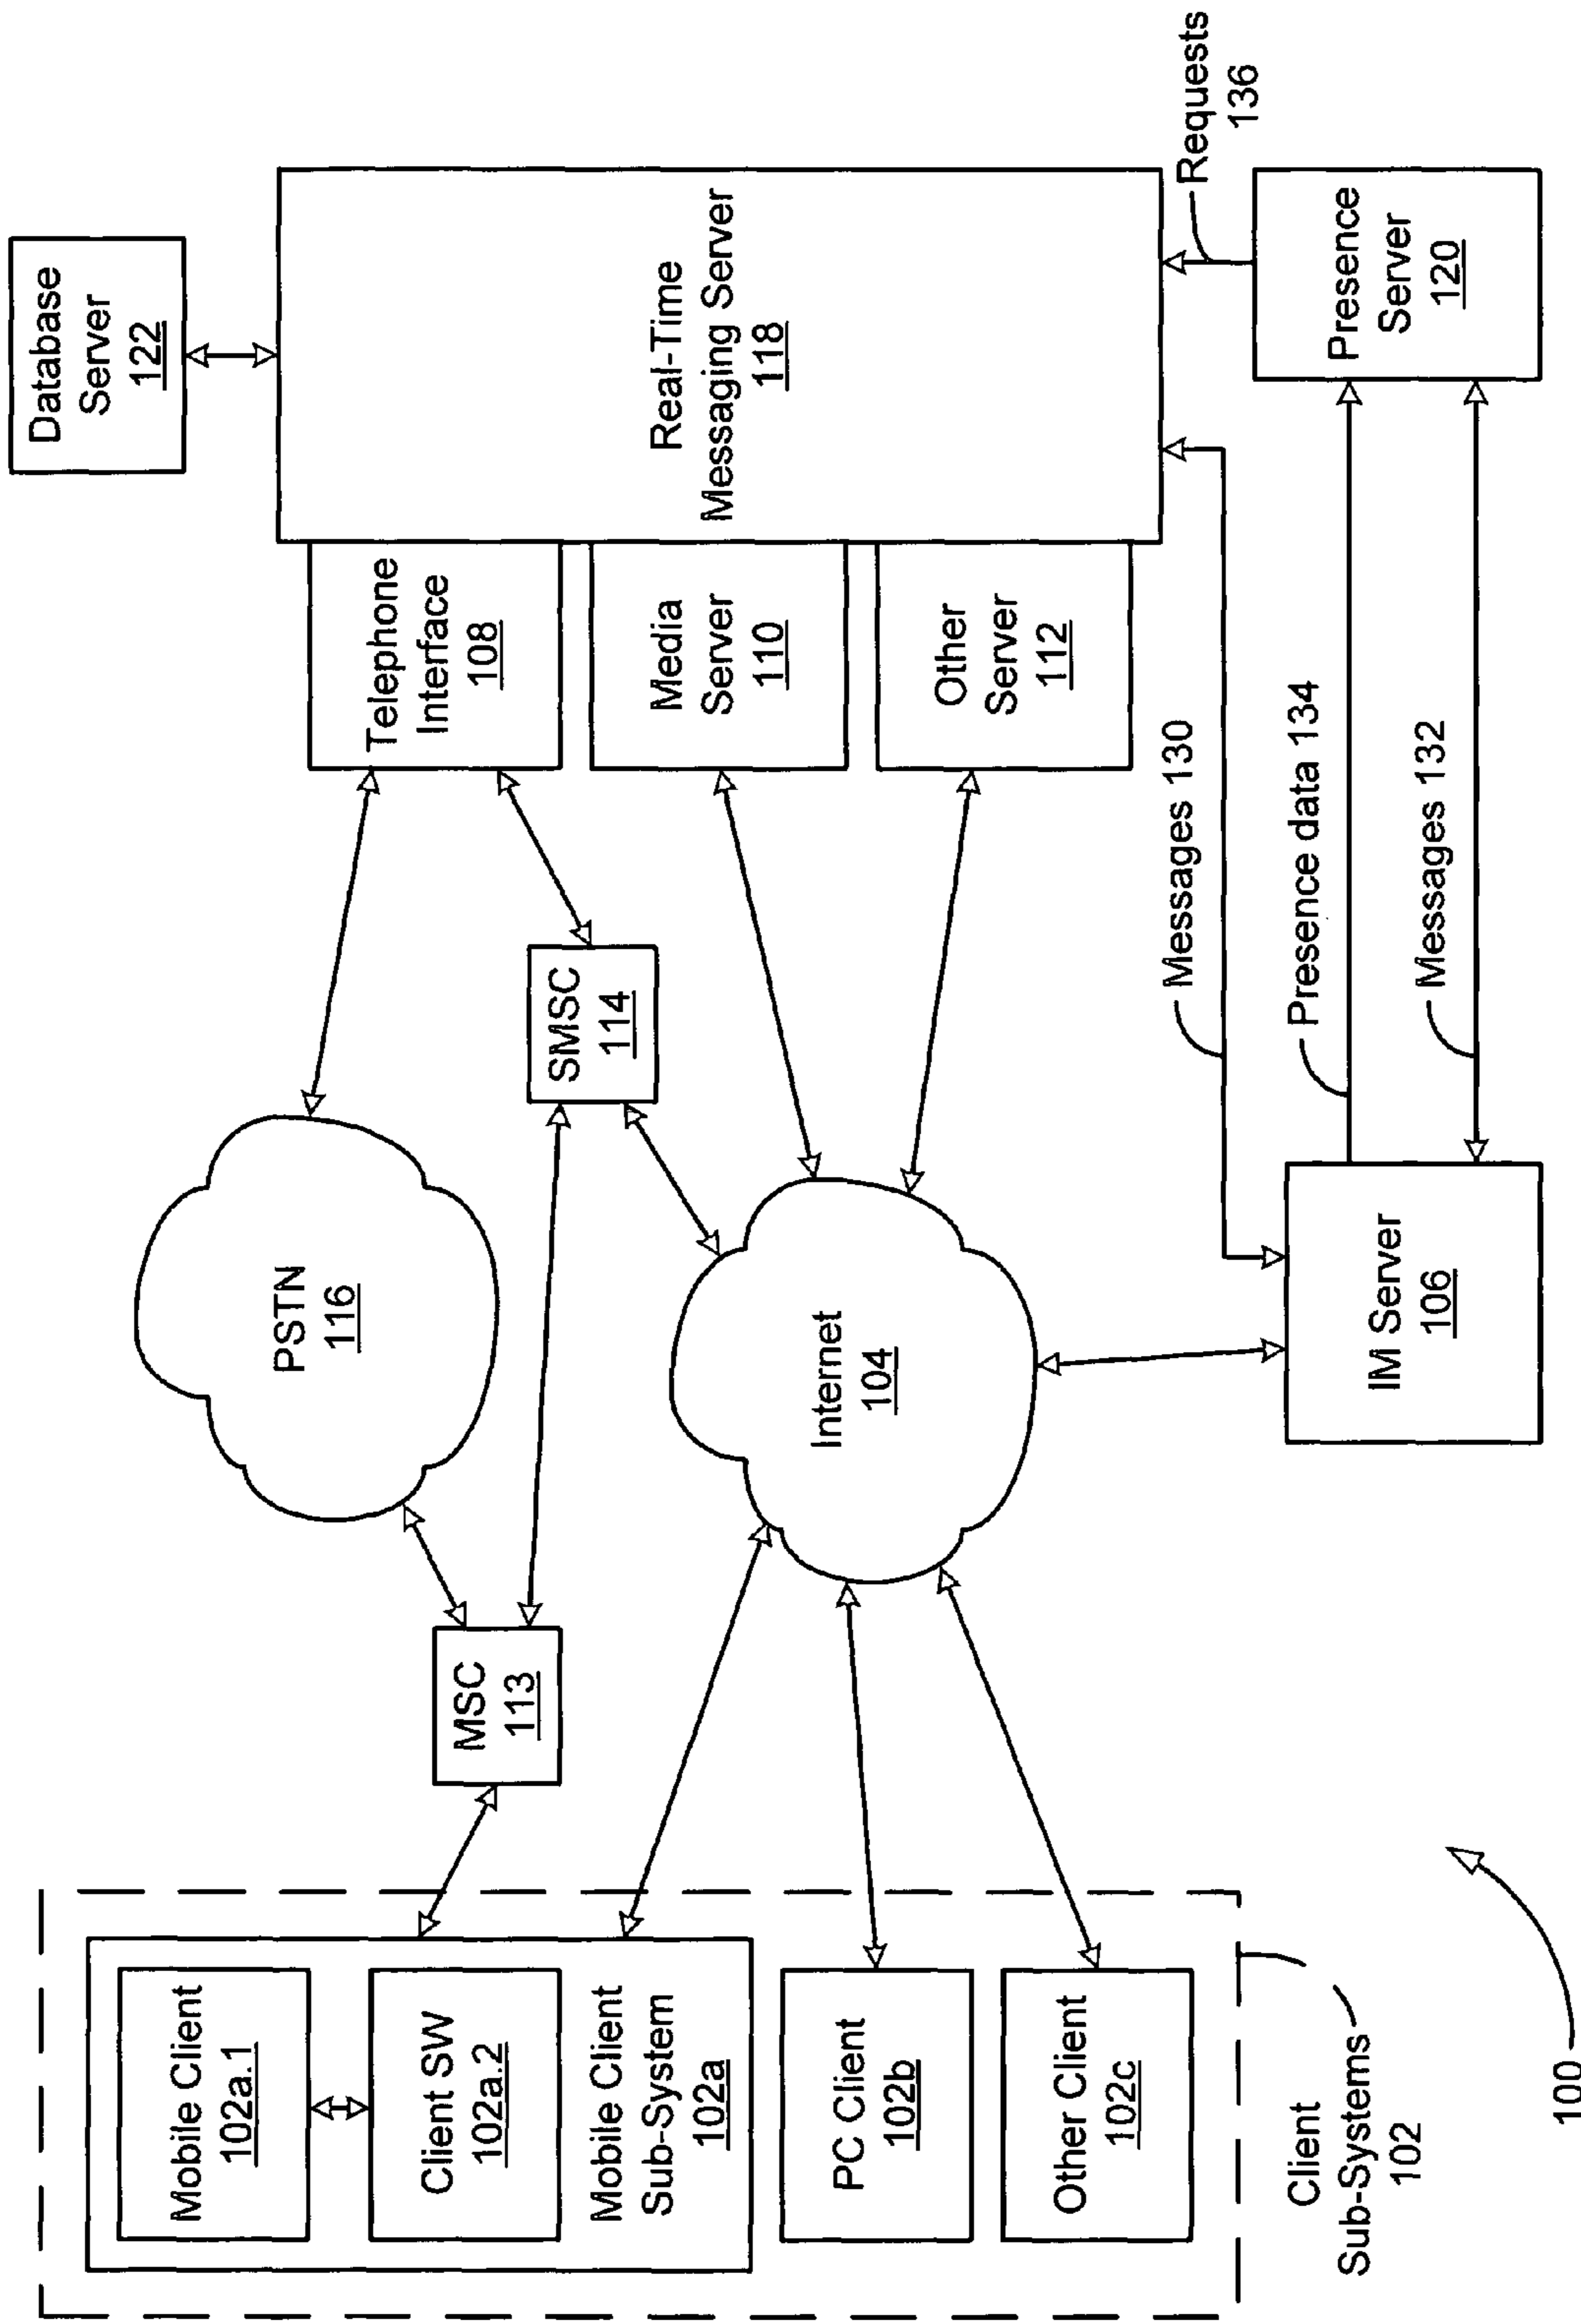 Mobile Client
102a.1
Client SW
102a.2
Mobile Client
Sub-System
102a
PC Client
102b
Other Client
102c
Client
Sub-Systems
102
100
MSC
113
PSTN
116
SMSC
114
Internet
104
IM Server
106
Messages 130
Presence data 134
Messages 132
Telephone
Interface
108
Media
Server
110
Other
Server
112
Database
Server
122
Real-Time
Messaging Server
118
Requests
136
Presence
Server
120